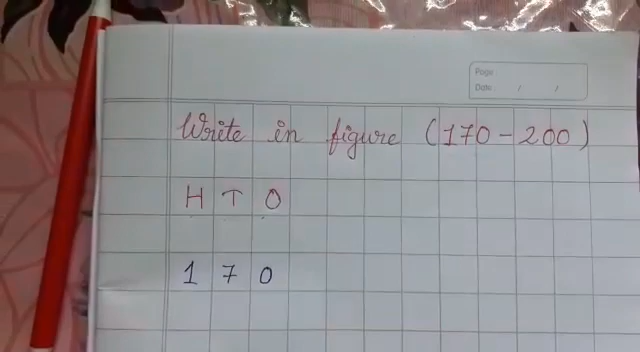 Page
Date / /
Write in figure (170-200)
H T O
1 7 0